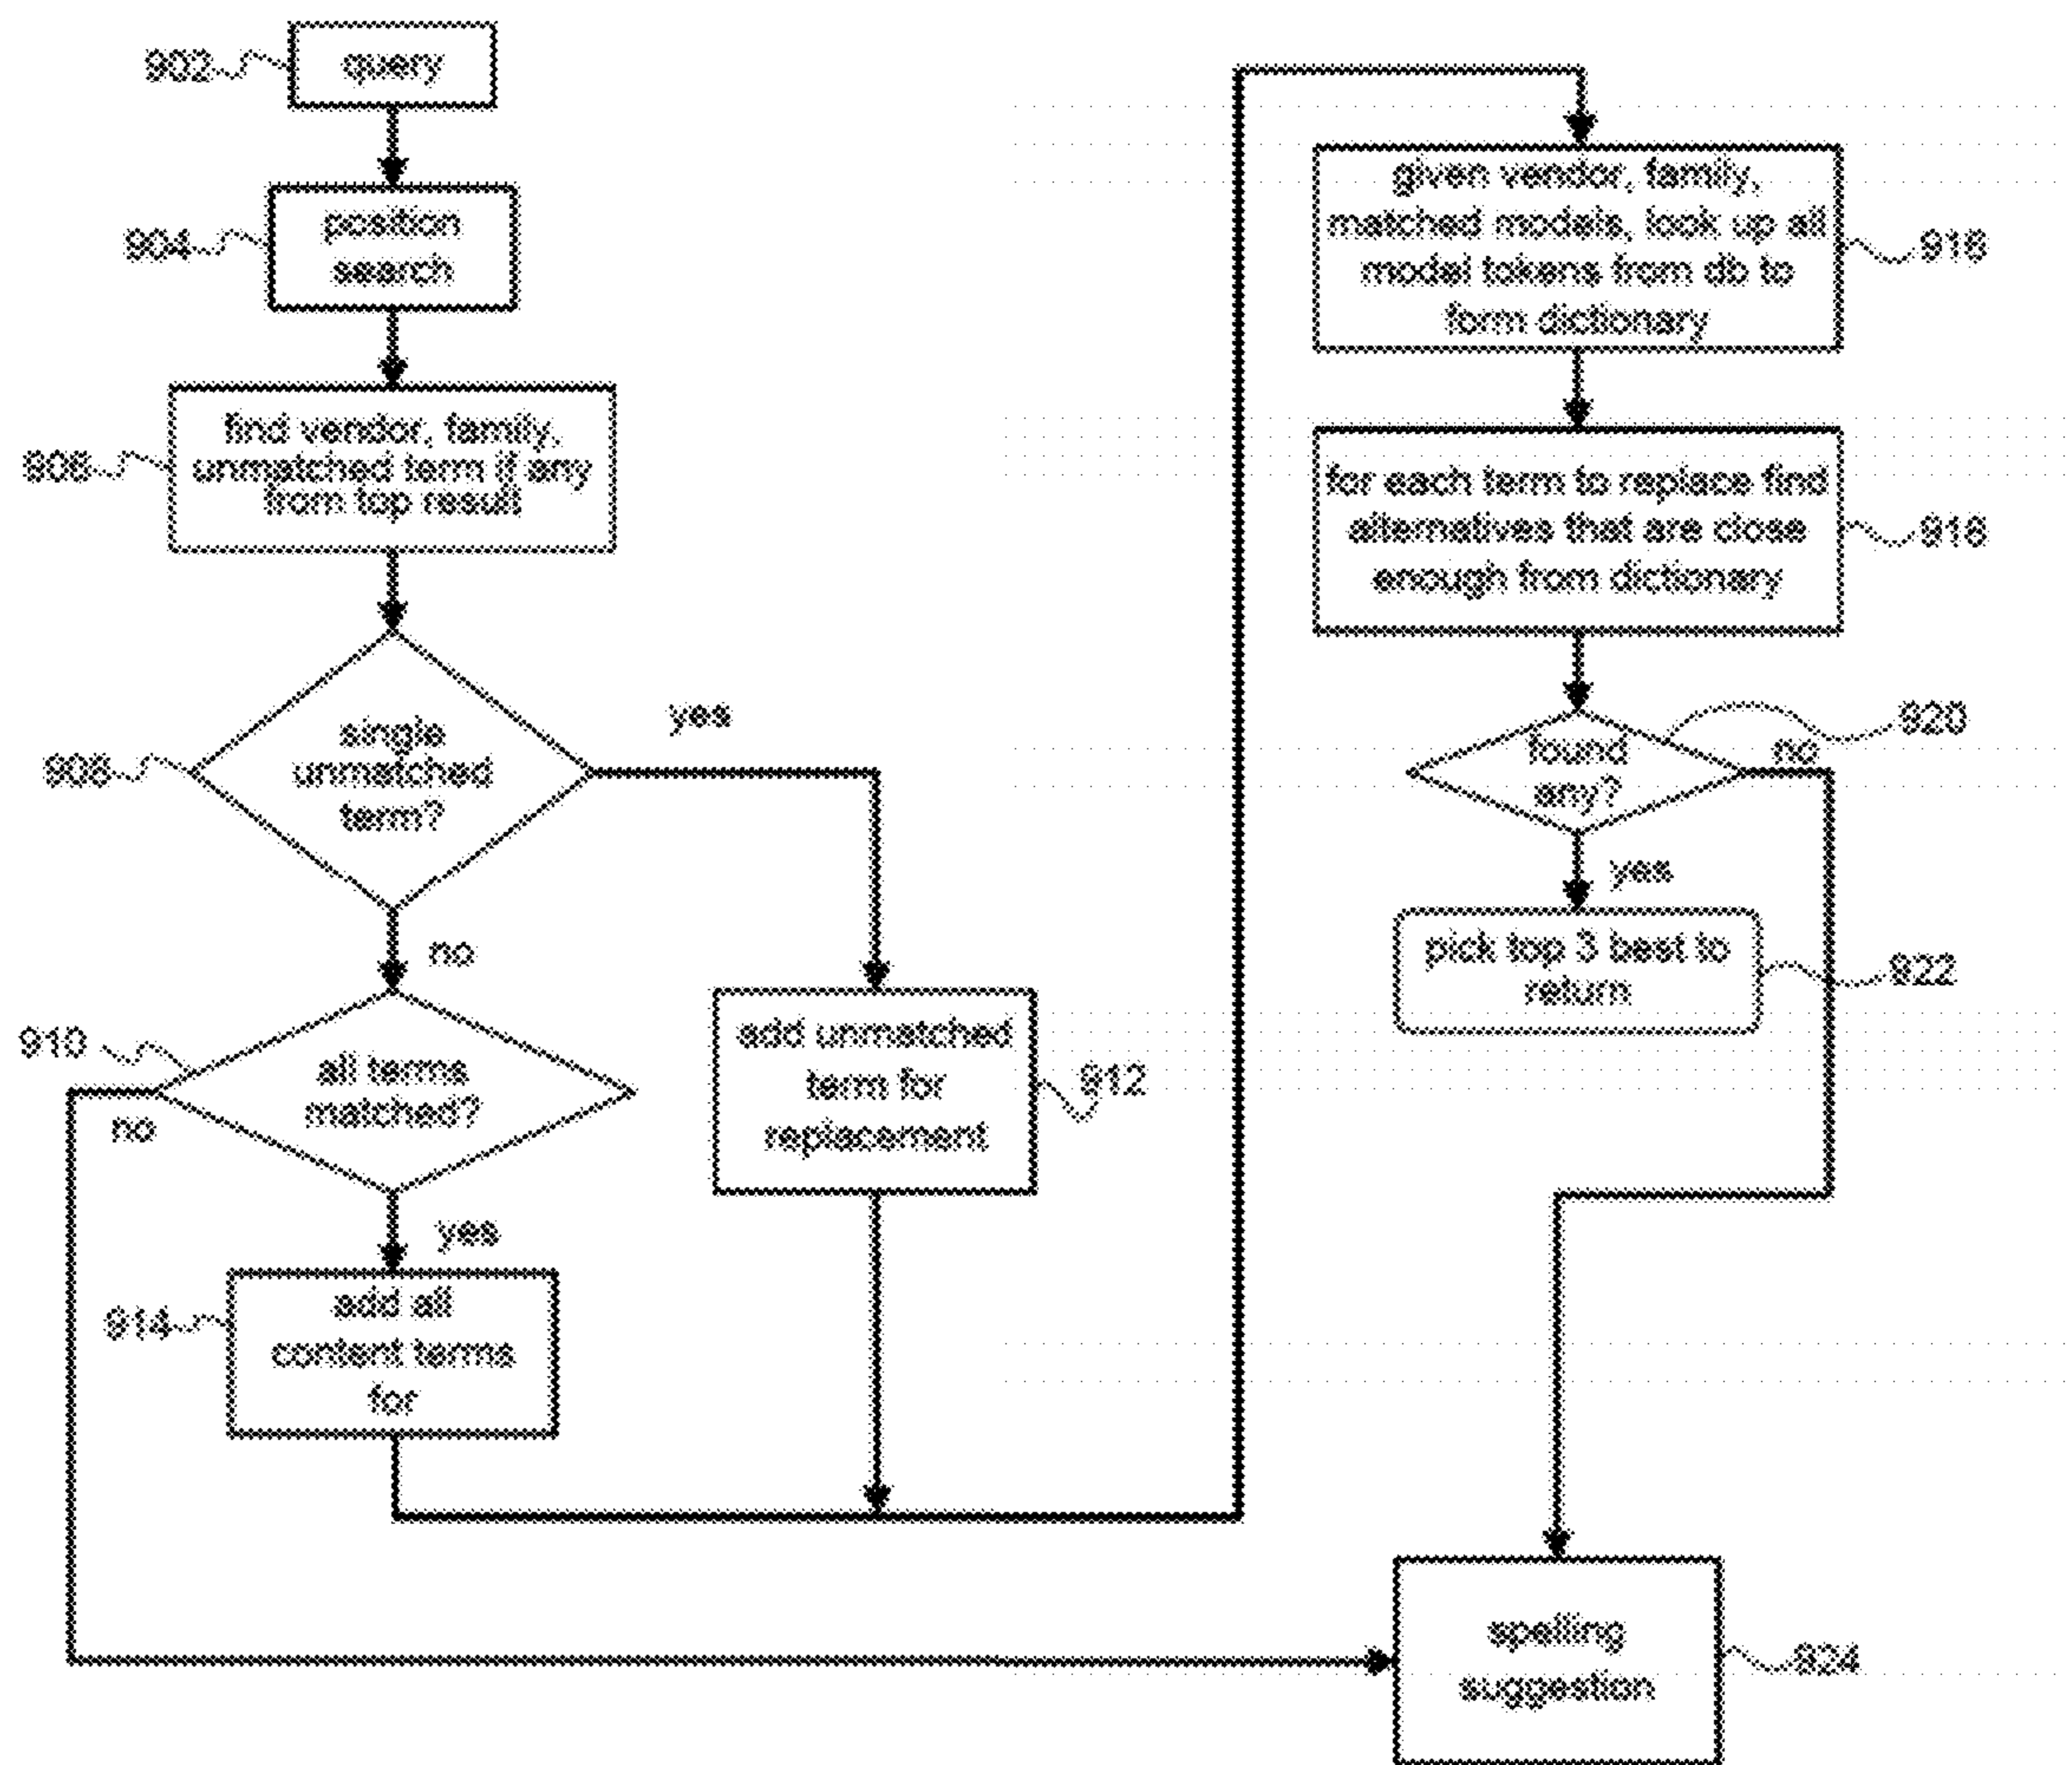 902
query
904
position
search
906
find vendor, family,
unmatched term if any
from top result
908
single
unmatched
term?
yes
no
910
all terms
matched?
no
yes
912
add unmatched
term for
replacement
914
add all
content terms
for
given vendor, family,
matched models, look up all
model tokens from db to
form dictionary
916
for each term to replace find
alternatives that are close
enough from dictionary
found
any?
920
no
yes
pick top 3 best to
return
922
spelling
suggestion
924